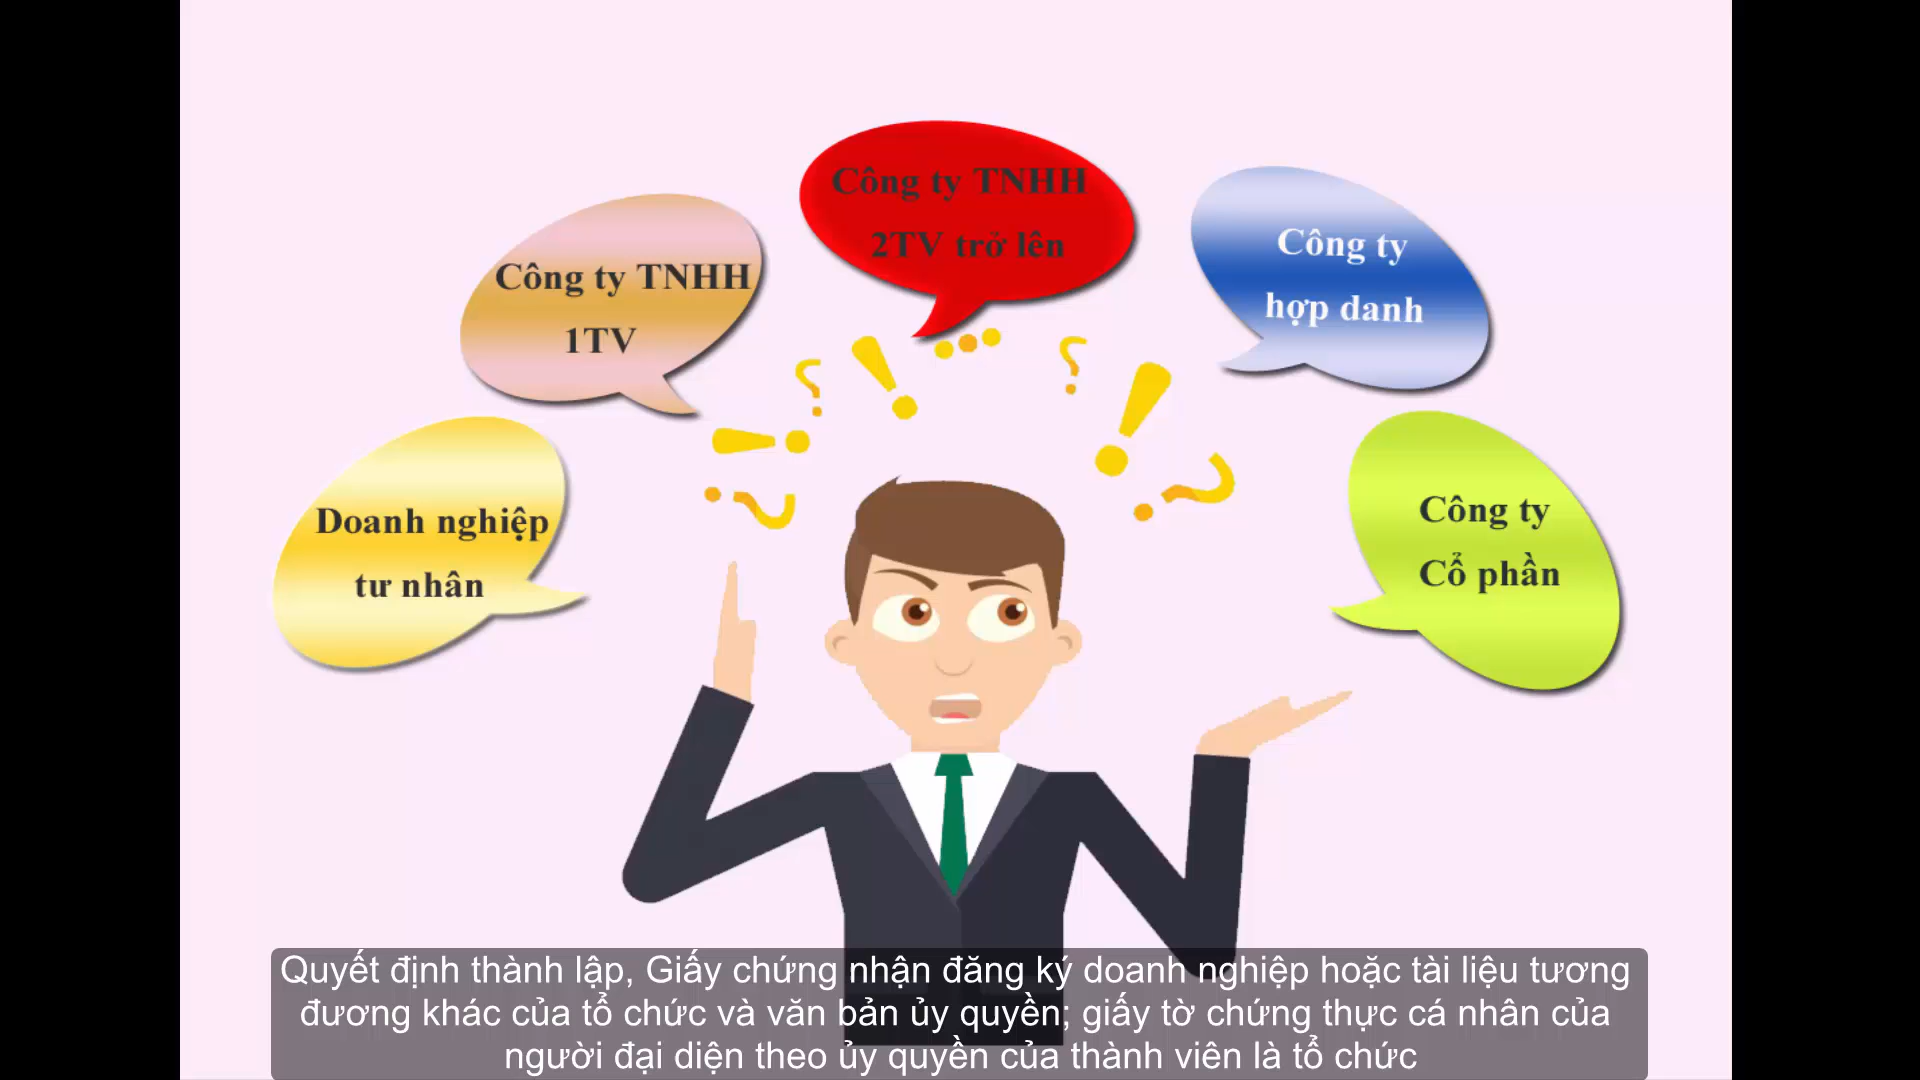 Công ty TNHH
2TV trở lên
Công ty TNHH
1TV
Công ty
hợp danh
Doanh nghiệp
tư nhân
Công ty
Cổ phần
Quyết định thành lập, Giấy chứng nhận đăng ký doanh nghiệp hoặc tài liệu tương
đương khác của tổ chức và văn bản ủy quyền; giấy tờ chứng thực cá nhân của
người đại diện theo ủy quyền của thành viên là tổ chức